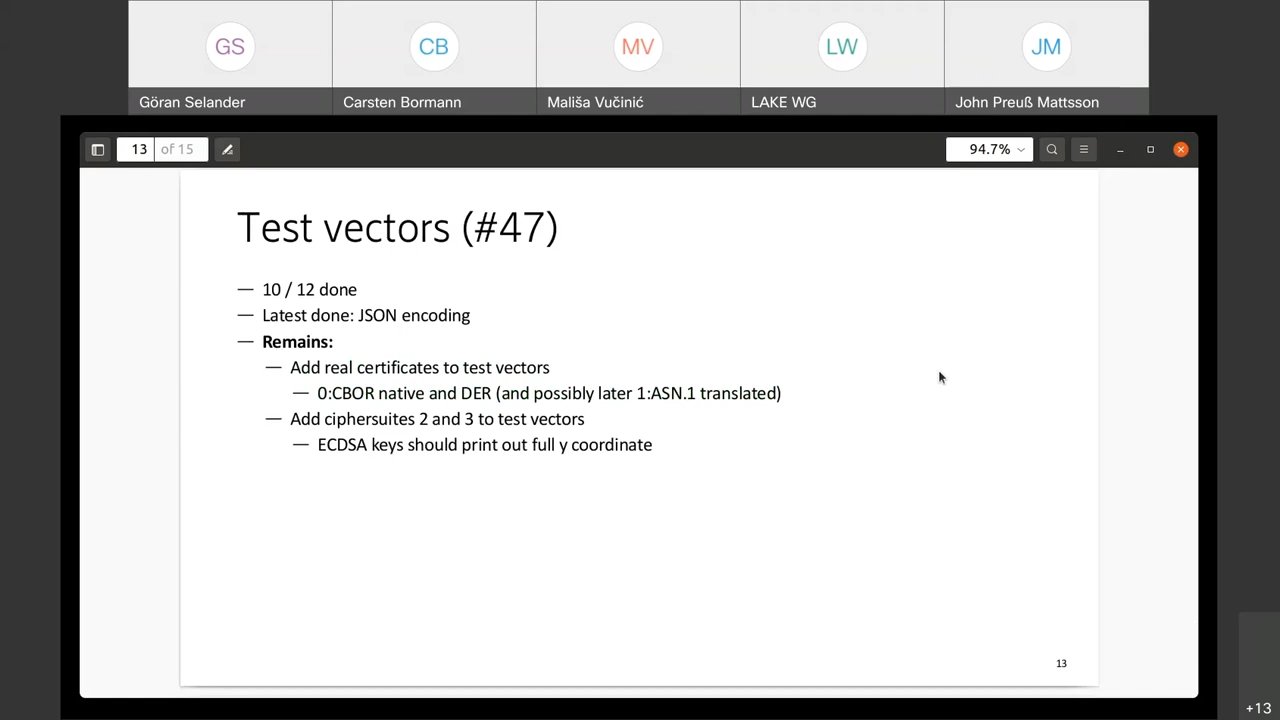 GS
CB
MV
LW
JM
Göran Selander
Carsten Bormann
Mališa Vučinić
LAKE WG
John Preuß Mattsson
13 of 15
94.7%
Test vectors (#47)
— 10 / 12 done
— Latest done: JSON encoding
— Remains:
— Add real certificates to test vectors
— 0:CBOR native and DER (and possibly later 1:ASN.1 translated)
— Add ciphersuites 2 and 3 to test vectors
— ECDSA keys should print out full y coordinate
13
+13